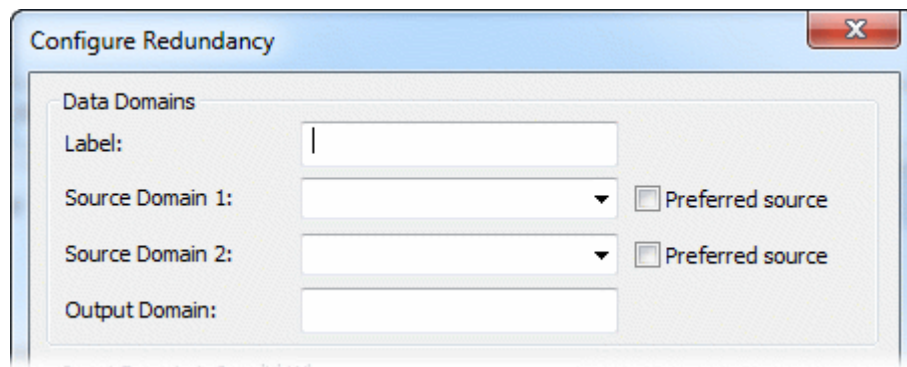 Configure Redundancy
Data Domains
Label:
Source Domain 1: Preferred source
Source Domain 2: Preferred source
Output Domain: